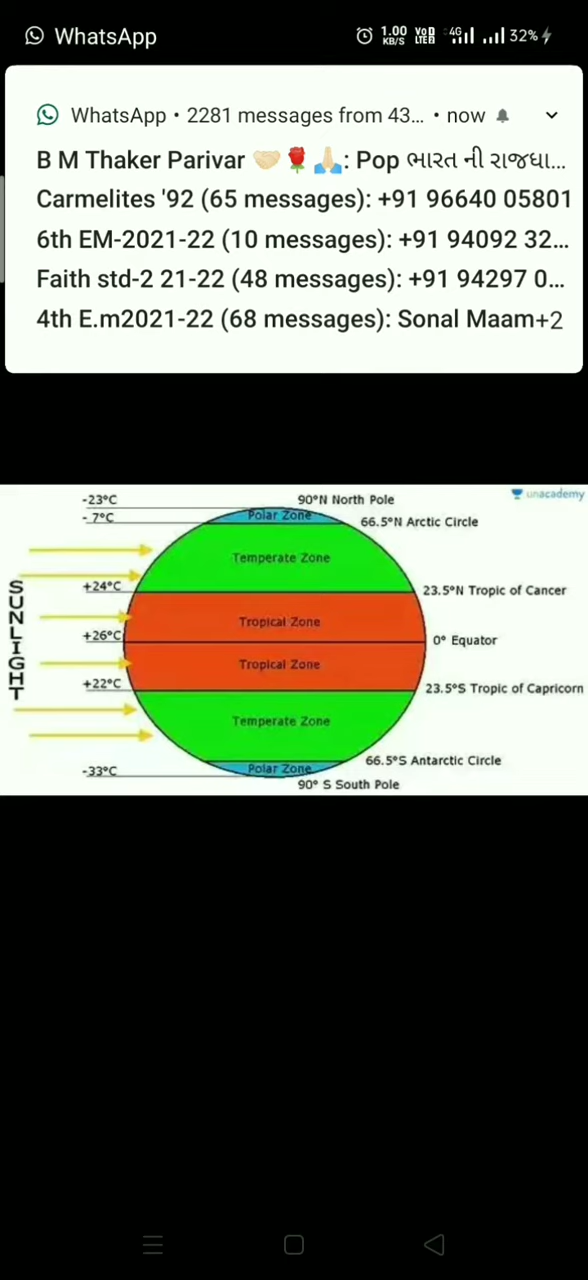 WhatsApp 1.00 KB/S VoD LTE2 4G 32%
WhatsApp • 2281 messages from 43... • now
B M Thaker Parivar 🤝🏻🌹🙏🏻: Pop ભારત ની રાજધા...
Carmelites '92 (65 messages): +91 96640 05801
6th EM-2021-22 (10 messages): +91 94092 32...
Faith std-2 21-22 (48 messages): +91 94297 0...
4th E.m2021-22 (68 messages): Sonal Maam+2
unacademy
-23°C 90°N North Pole
- 7°C Polar Zone 66.5°N Arctic Circle
Temperate Zone
+24°C 23.5°N Tropic of Cancer
SUNLIGHT
Tropical Zone
+26°C 0° Equator
Tropical Zone
+22°C 23.5°S Tropic of Capricorn
Temperate Zone
66.5°S Antarctic Circle
-33°C Polar Zone
90° S South Pole